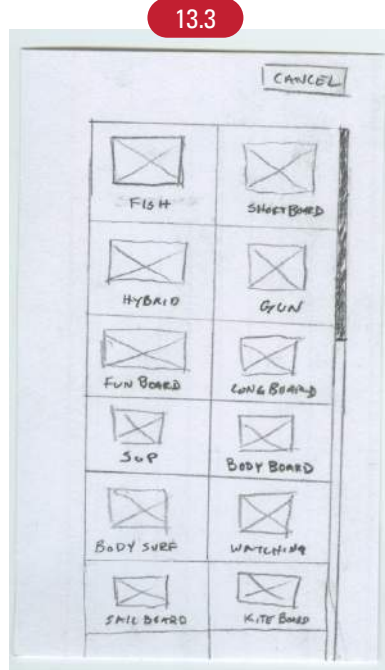 13.3
CANCEL
FISH
SHORTBOARD
HYBRID
GUN
FUN BOARD
LONG BOARD
SUP
BODY BOARD
BODY SURF
WATCHING
SAIL BOARD
KITE BOARD